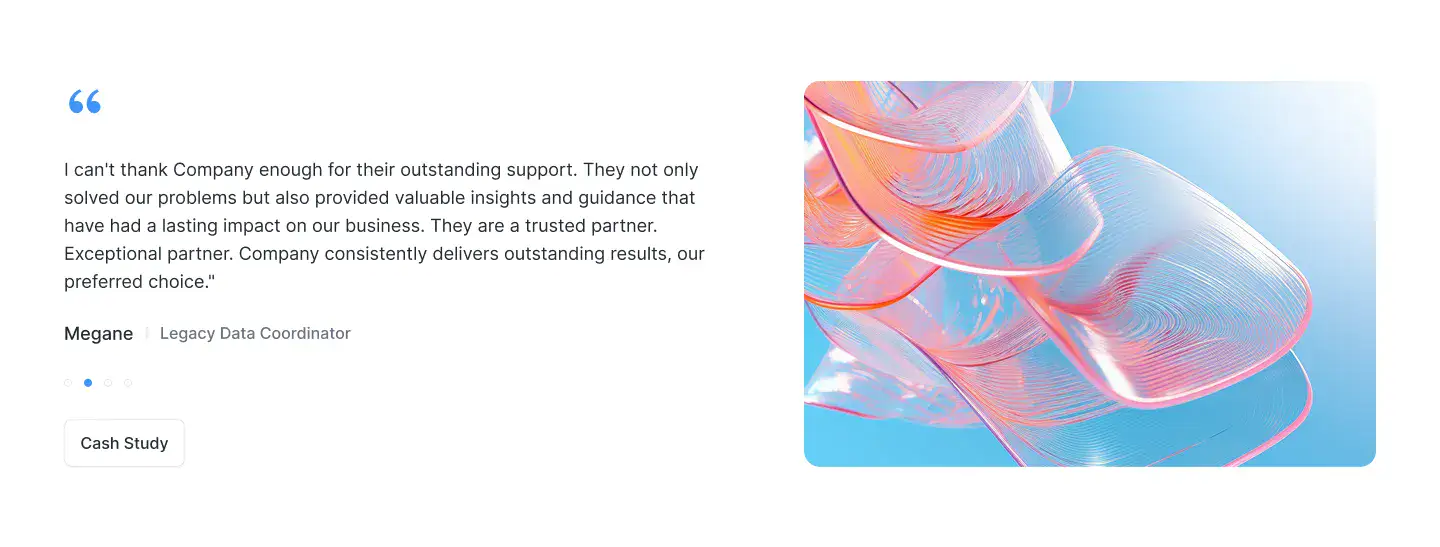 “
I can't thank Company enough for their outstanding support. They not only
solved our problems but also provided valuable insights and guidance that
have had a lasting impact on our business. They are a trusted partner.
Exceptional partner. Company consistently delivers outstanding results, our
preferred choice."
Megane | Legacy Data Coordinator
Cash Study